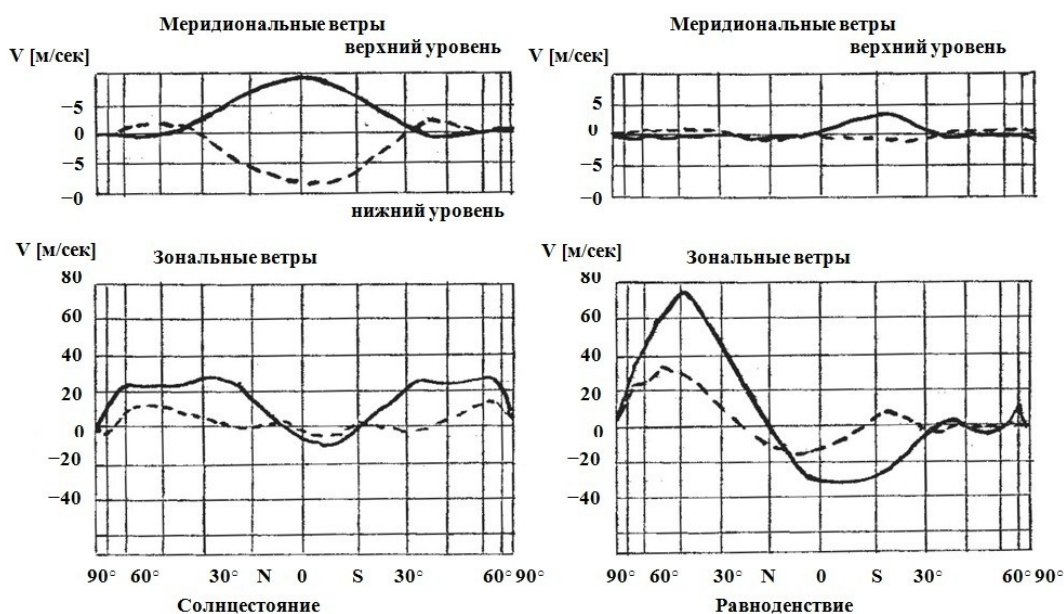 Меридиональные ветры
верхний уровень
V [м/сек]
−5
0
−5
−0
нижний уровень
Меридиональные ветры
верхний уровень
V [м/сек]
5
0
−5
−0
V [м/сек]
Зональные ветры
80
60
40
20
0
−20
−40
90° 60° 30° N 0 S 30° 60° 90°
Солнцестояние
V [м/сек]
Зональные ветры
80
60
40
20
0
−20
−40
90° 60° 30° N 0 S 30° 60° 90°
Равноденствие